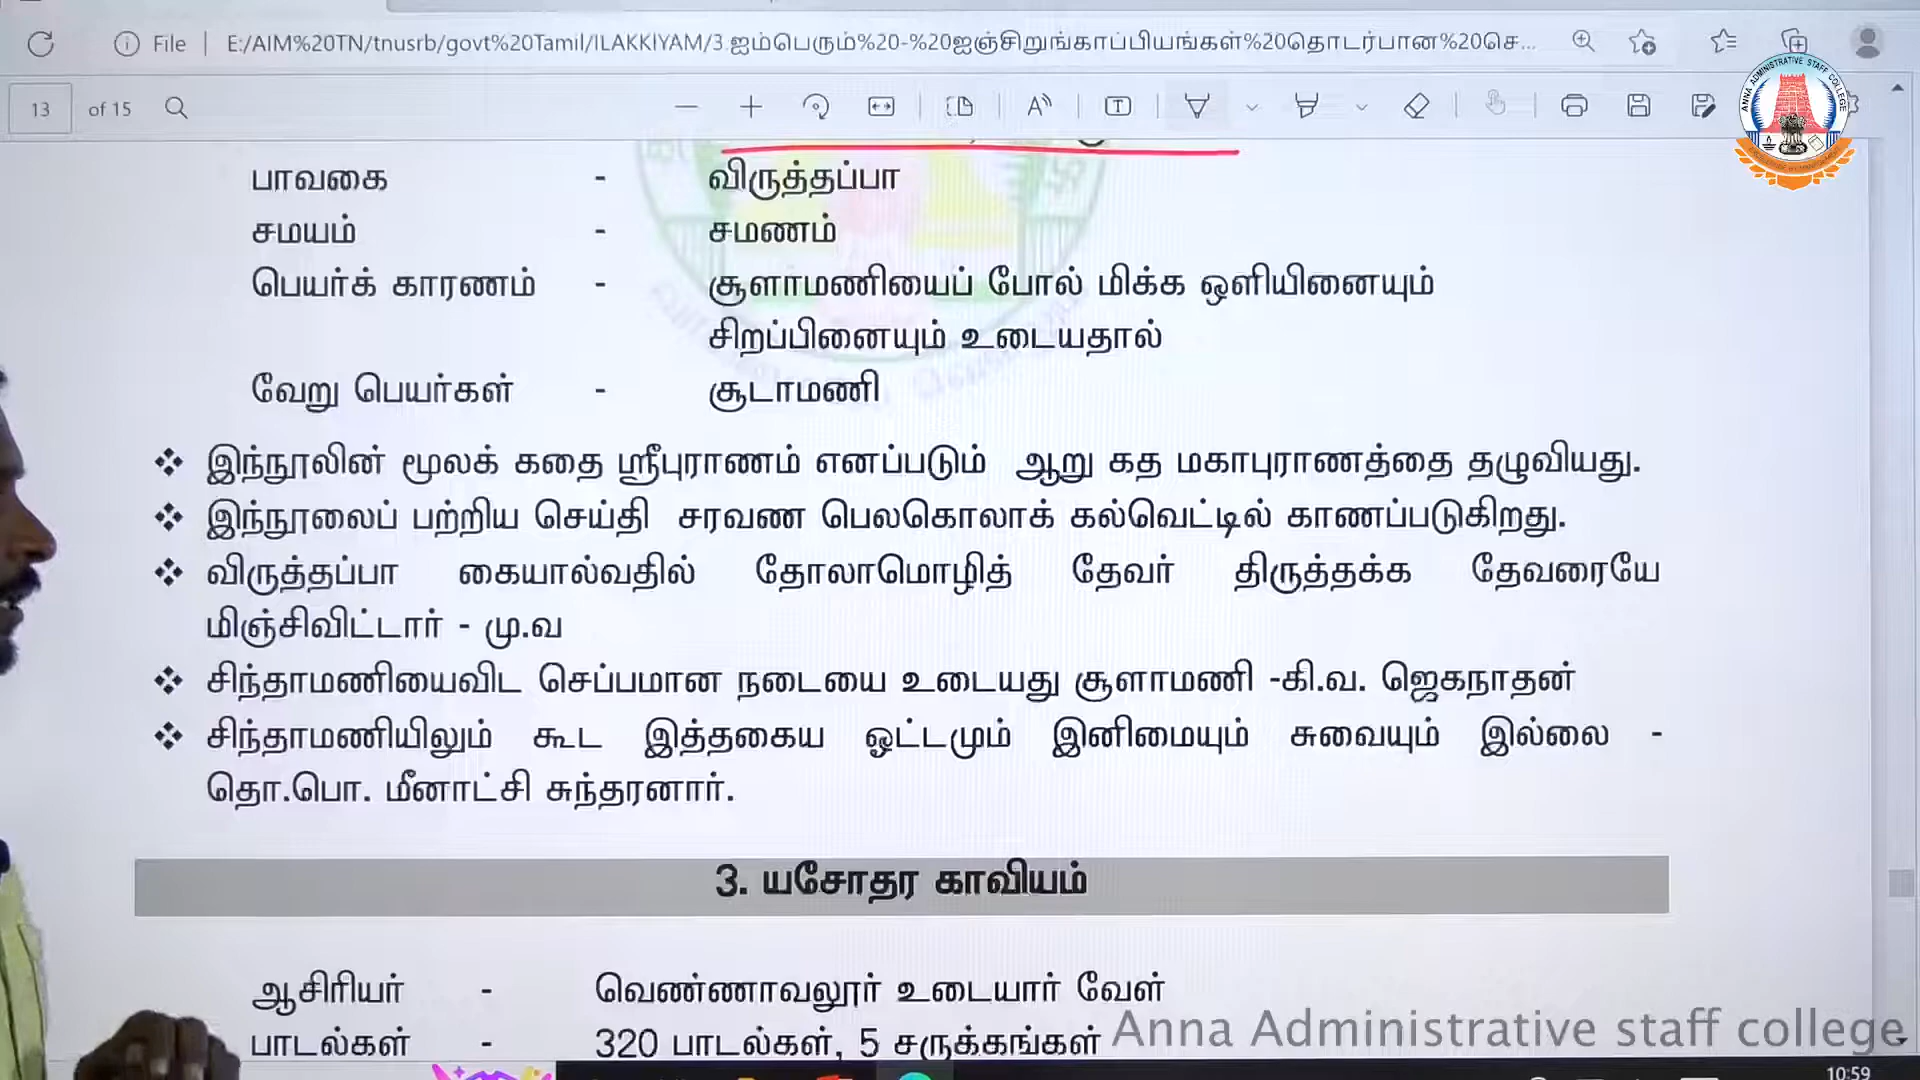 File
E:/AIM%20TN/tnusrb/govt%20Tamil/ILAKKIYAM/3.ஐம்பெரும்%20-%20ஐஞ்சிறுங்காப்பியங்கள்%20தொடர்பான%20செ...
13 of 15
பாவகை - விருத்தப்பா
சமயம் - சமணம்
பெயர்க் காரணம் - சூளாமணியைப் போல் மிக்க ஒளியினையும்
சிறப்பினையும் உடையதால்
வேறு பெயர்கள் - சூடாமணி
❖ இந்நூலின் மூலக் கதை ஸ்ரீபுராணம் எனப்படும் ஆறு கத மகாபுராணத்தை தழுவியது.
❖ இந்நூலைப் பற்றிய செய்தி சரவண பெலகொலாக் கல்வெட்டில் காணப்படுகிறது.
❖ விருத்தப்பா கையால்வதில் தோலாமொழித் தேவர் திருத்தக்க தேவரையே
மிஞ்சிவிட்டார் - மு.வ
❖ சிந்தாமணியைவிட செப்பமான நடையை உடையது சூளாமணி -கி.வ. ஜெகநாதன்
❖ சிந்தாமணியிலும் கூட இத்தகைய ஓட்டமும் இனிமையும் சுவையும் இல்லை -
தொ.பொ. மீனாட்சி சுந்தரனார்.
3. யசோதர காவியம்
ஆசிரியர் - வெண்ணாவலூர் உடையார் வேள்
பாடல்கள் - 320 பாடல்கள், 5 சருக்கங்கள்
Anna Administrative staff college
10:59
ANNA ADMINISTRATIVE STAFF COLLEGE